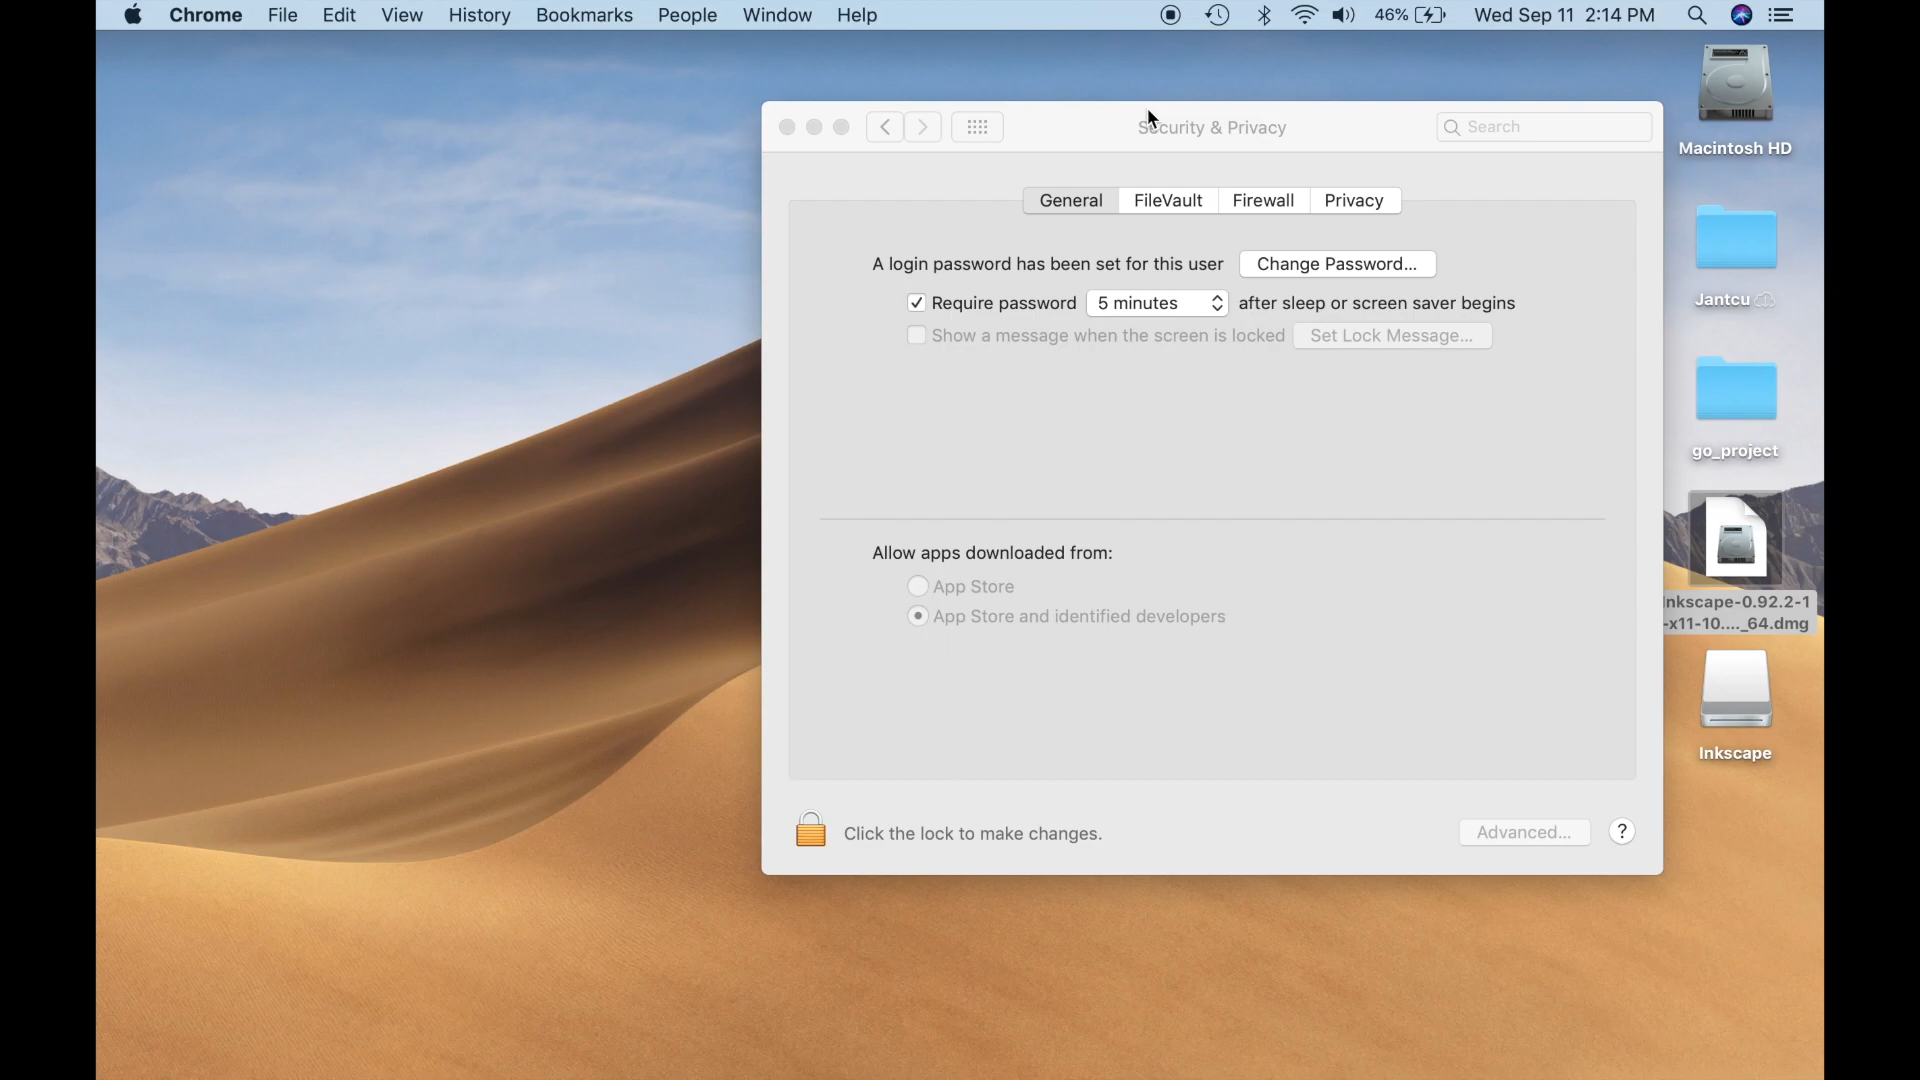 Chrome File Edit View History Bookmarks People Window Help 46% Wed Sep 11 2:14 PM
Security & Privacy
Search
General FileVault Firewall Privacy
A login password has been set for this user Change Password...
Require password 5 minutes after sleep or screen saver begins
Show a message when the screen is locked Set Lock Message...
Allow apps downloaded from:
App Store
App Store and identified developers
Click the lock to make changes.
Advanced... ?
Macintosh HD
Jantcu
go_project
nkscape-0.92.2-1
-x11-10...._64.dmg
Inkscape